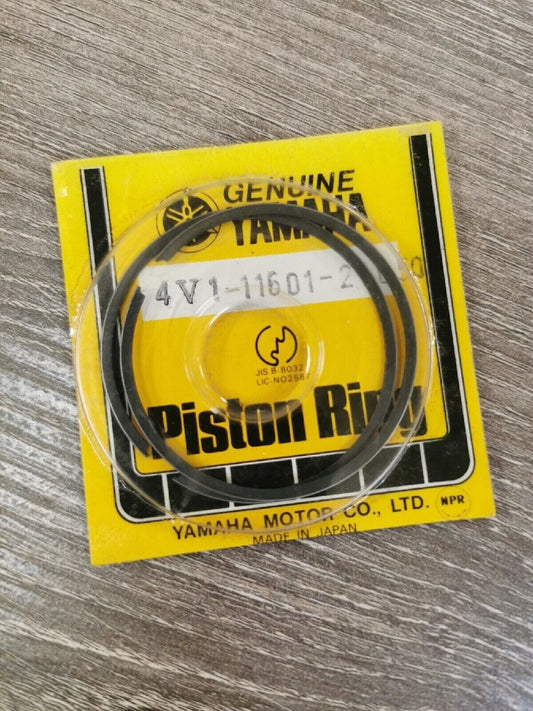 GENUINE
YAMAHA
4V1-11601-2
JIS B 8032
LIC. NO258
Piston Ring
YAMAHA MOTOR CO., LTD.
NPR
MADE IN JAPAN